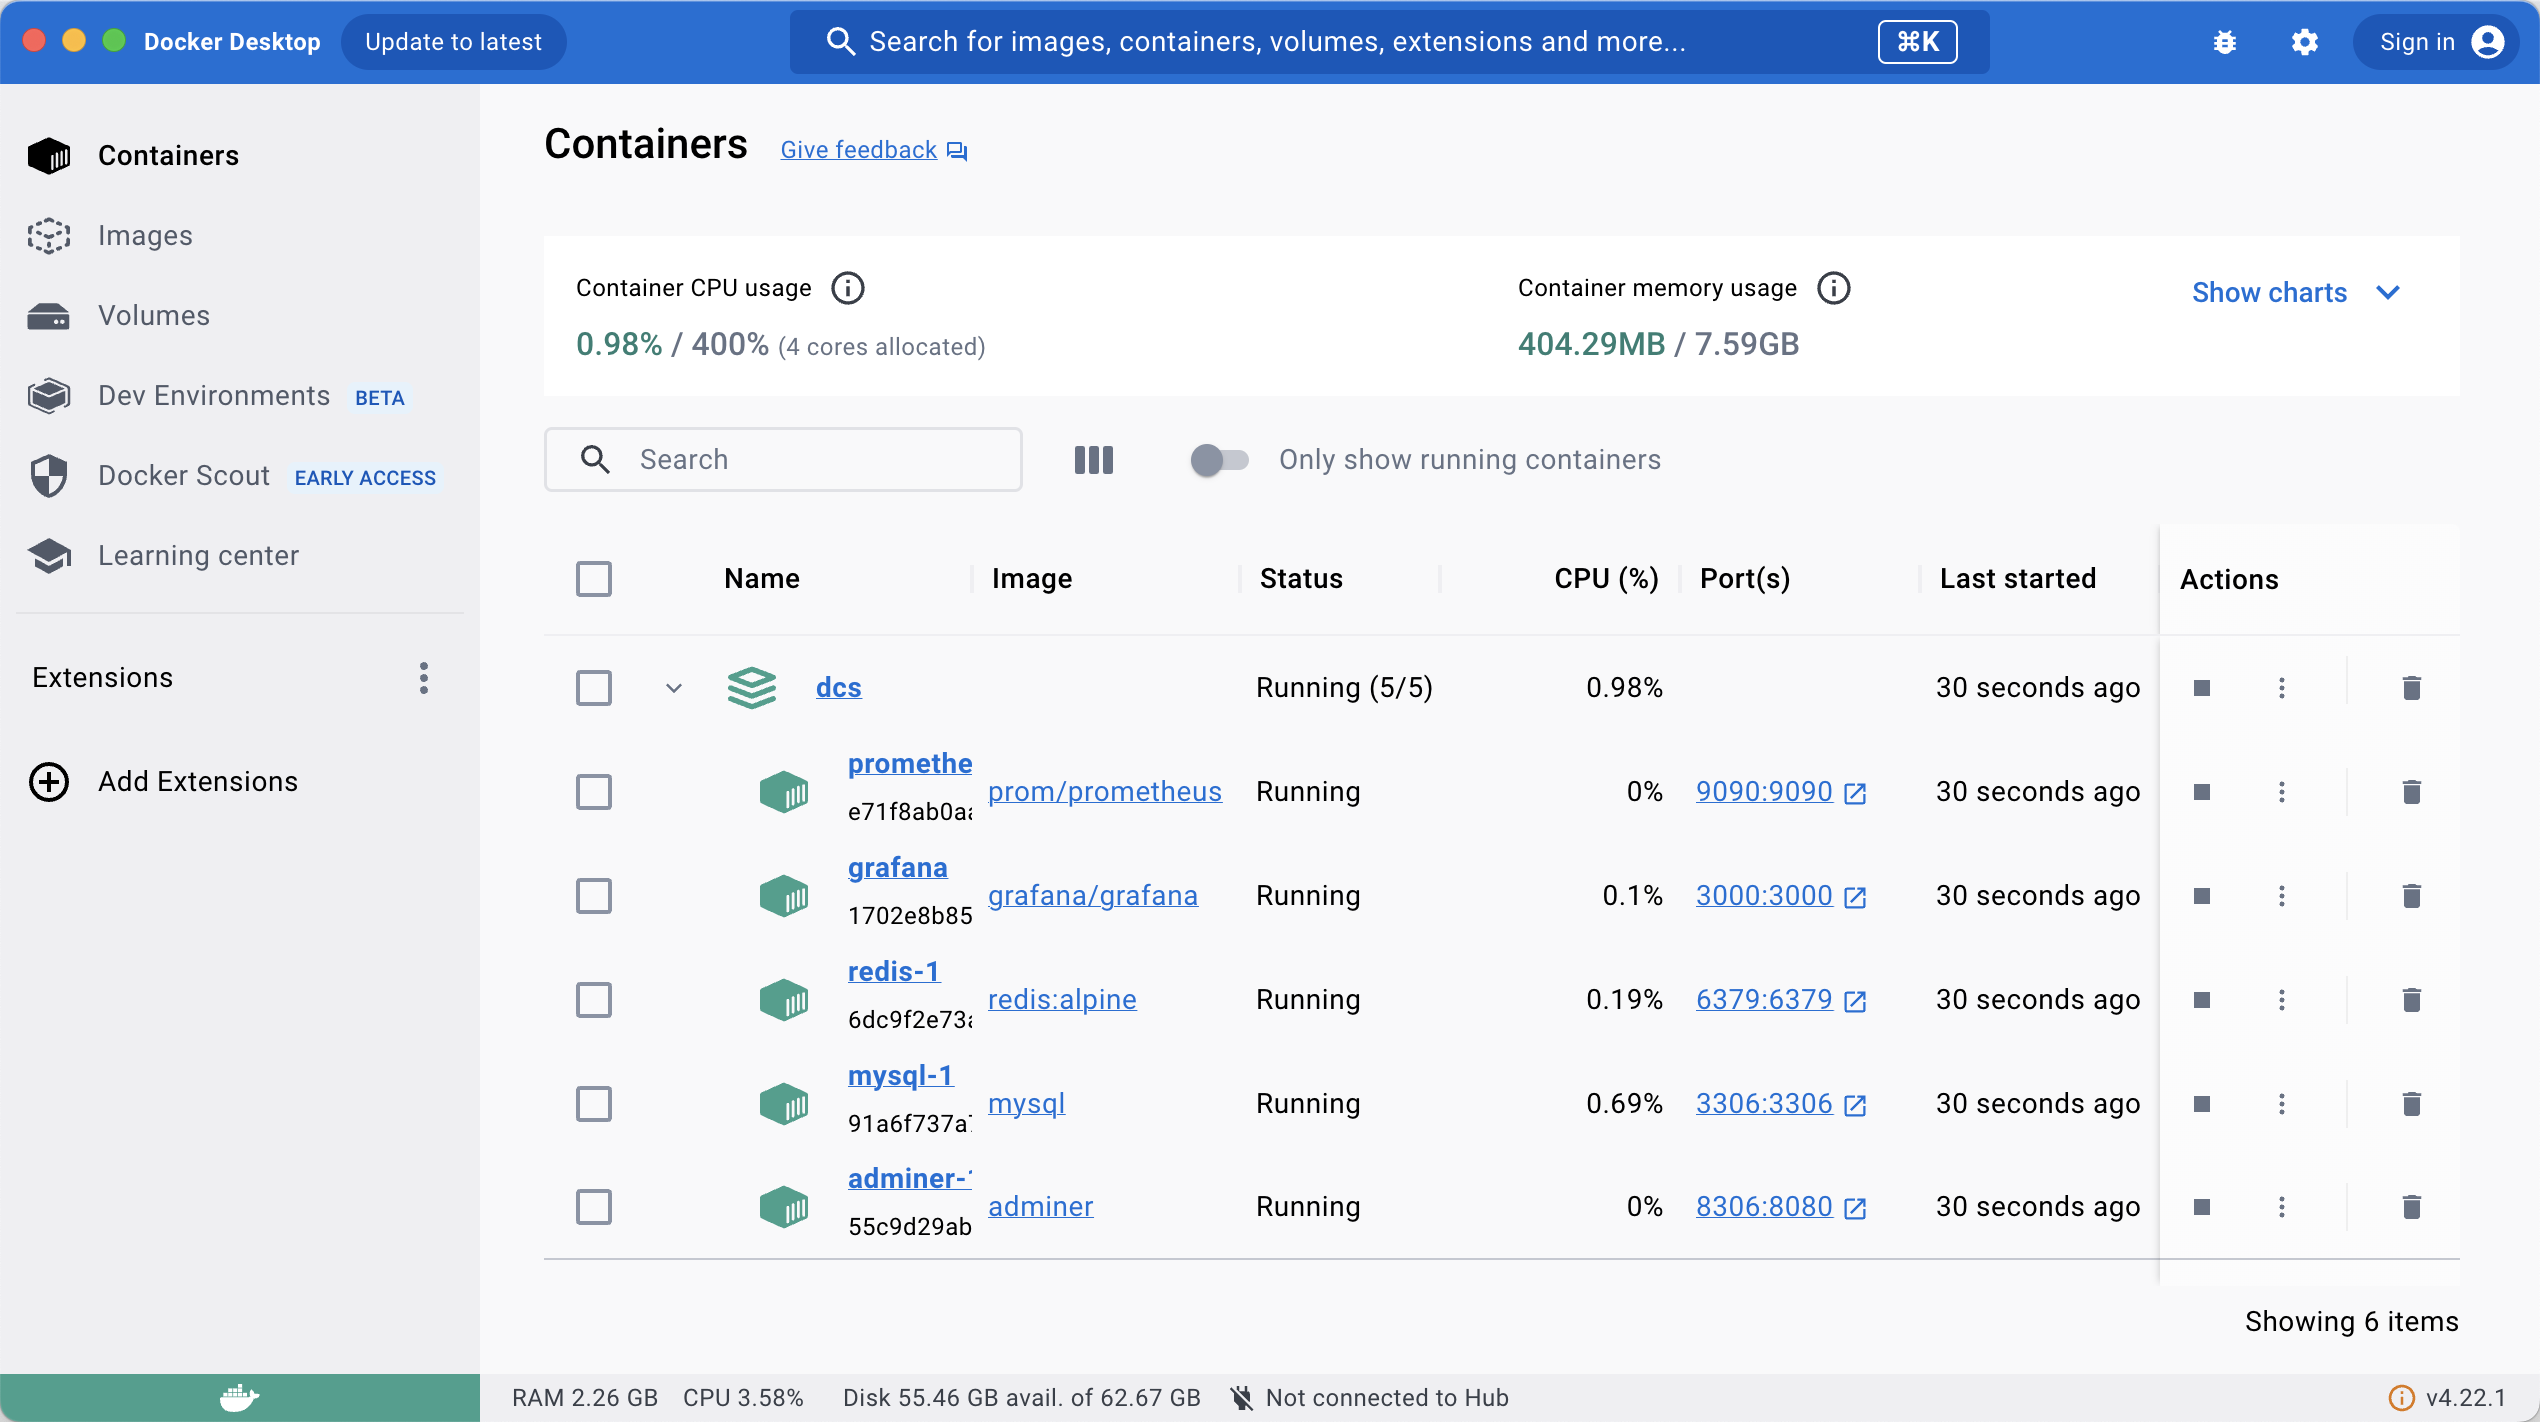 Docker Desktop
Update to latest
Search for images, containers, volumes, extensions and more...
⌘K
Sign in
Containers
Images
Volumes
Dev Environments BETA
Docker Scout EARLY ACCESS
Learning center
Extensions
Add Extensions
Containers
Give feedback
Container CPU usage
0.98% / 400% (4 cores allocated)
Container memory usage
404.29MB / 7.59GB
Show charts
Search
Only show running containers
Name Image Status CPU (%) Port(s) Last started Actions
dcs Running (5/5) 0.98% 30 seconds ago
promethe
e71f8ab0aa
prom/prometheus Running 0% 9090:9090 30 seconds ago
grafana
1702e8b85
grafana/grafana Running 0.1% 3000:3000 30 seconds ago
redis-1
6dc9f2e73a
redis:alpine Running 0.19% 6379:6379 30 seconds ago
mysql-1
91a6f737a7
mysql Running 0.69% 3306:3306 30 seconds ago
adminer-1
55c9d29ab
adminer Running 0% 8306:8080 30 seconds ago
Showing 6 items
RAM 2.26 GB CPU 3.58% Disk 55.46 GB avail. of 62.67 GB Not connected to Hub
v4.22.1